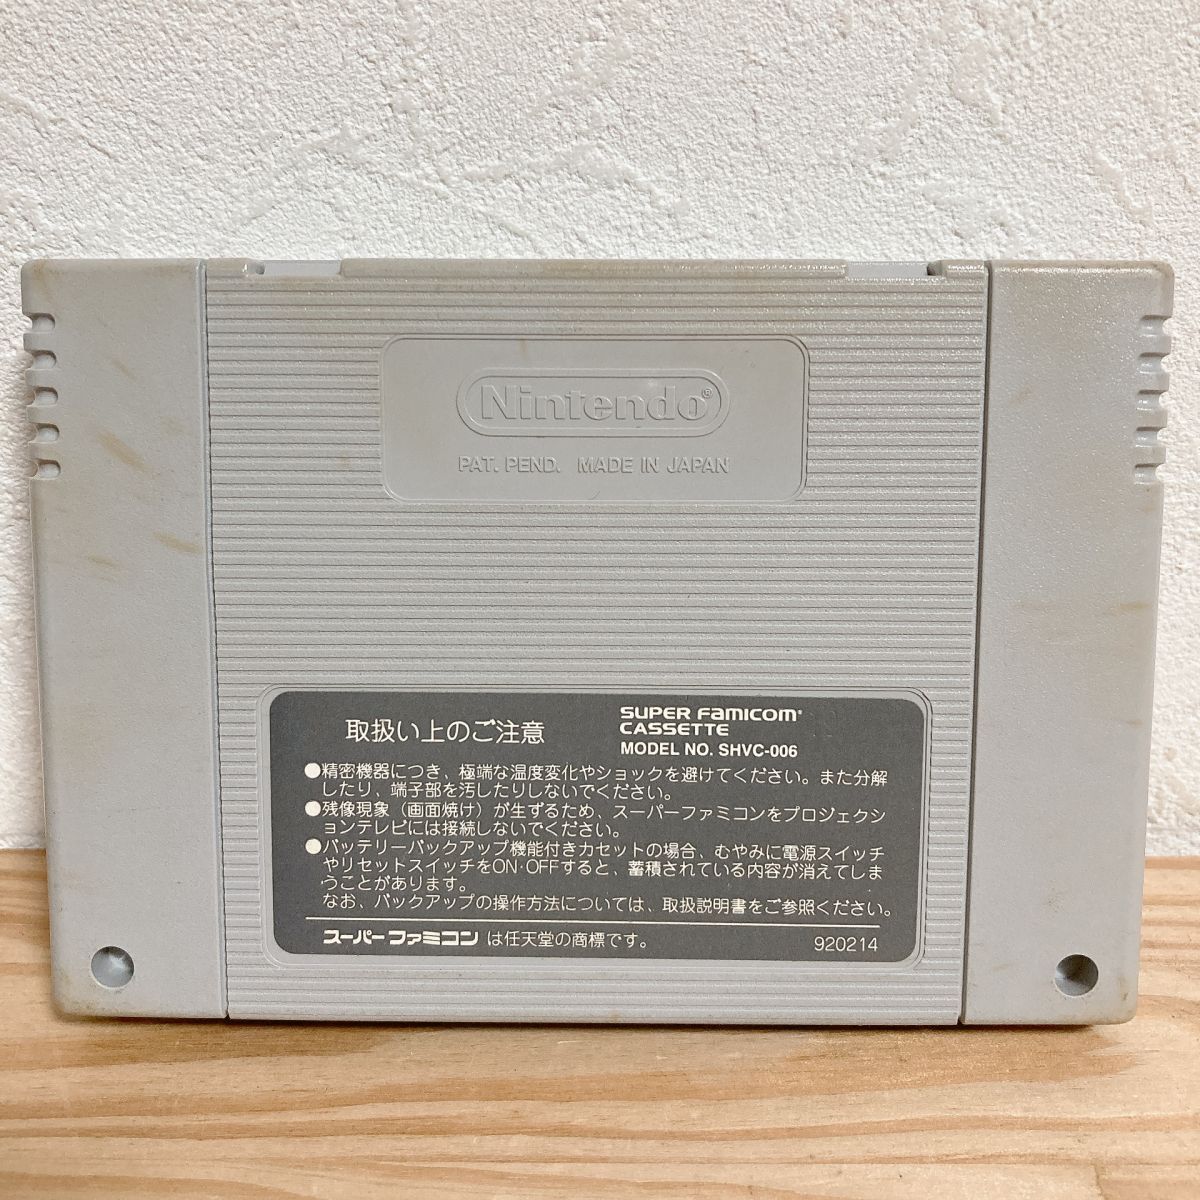 Nintendo®
PAT. PEND. MADE IN JAPAN
取扱い上のご注意
SUPER FAMICOM®
CASSETTE
MODEL NO. SHVC-006
●精密機器につき、極端な温度変化やショックを避けてください。また分解
したり、端子部を汚したりしないでください。
●残像現象（画面焼け）が生ずるため、スーパーファミコンをプロジェクシ
ョンテレビには接続しないでください。
●バッテリーバックアップ機能付きカセットの場合、むやみに電源スイッチ
やリセットスイッチをON・OFFすると、蓄積されている内容が消えてしま
うことがあります。
なお、バックアップの操作方法については、取扱説明書をご参照ください。
スーパーファミコン は任天堂の商標です。
920214